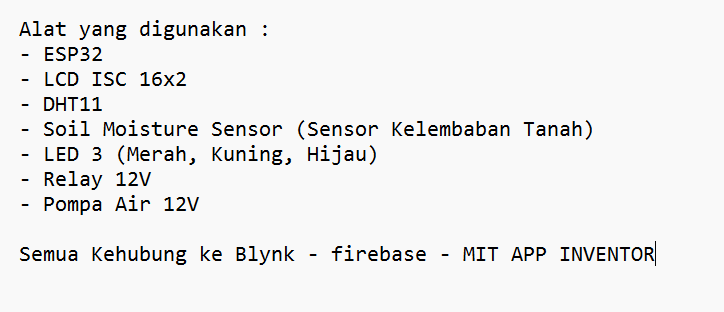 Alat yang digunakan :
- ESP32
- LCD ISC 16x2
- DHT11
- Soil Moisture Sensor (Sensor Kelembaban Tanah)
- LED 3 (Merah, Kuning, Hijau)
- Relay 12V
- Pompa Air 12V
Semua Kehubung ke Blynk - firebase - MIT APP INVENTOR